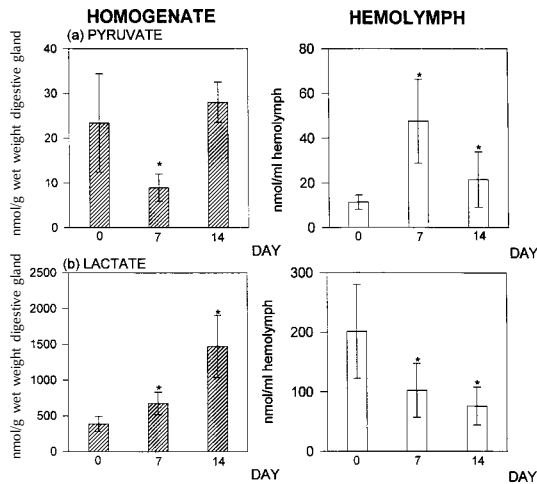 HOMOGENATE
HEMOLYMPH
(a) PYRUVATE
nmol/g wet weight digestive gland
40
30
20
10
0
*
0 7 14
DAY
nmol/ml hemolymph
80
60
40
20
0
*
*
0 7 14
DAY
(b) LACTATE
nmol/g wet weight digestive gland
2500
2000
1500
1000
500
0
*
*
0 7 14
DAY
nmol/ml hemolymph
300
200
100
0
*
*
0 7 14
DAY